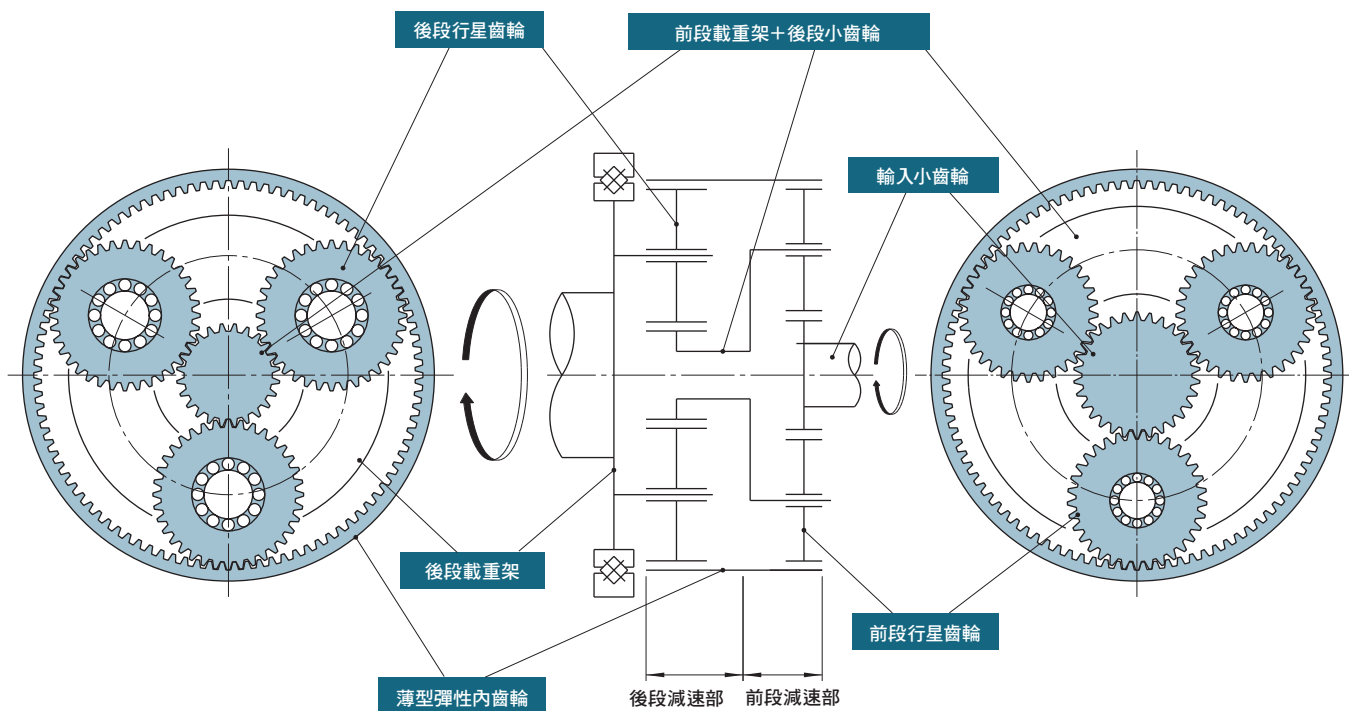 後段行星齒輪
前段載重架＋後段小齒輪
輸入小齒輪
後段載重架
前段行星齒輪
薄型彈性內齒輪
後段減速部
前段減速部